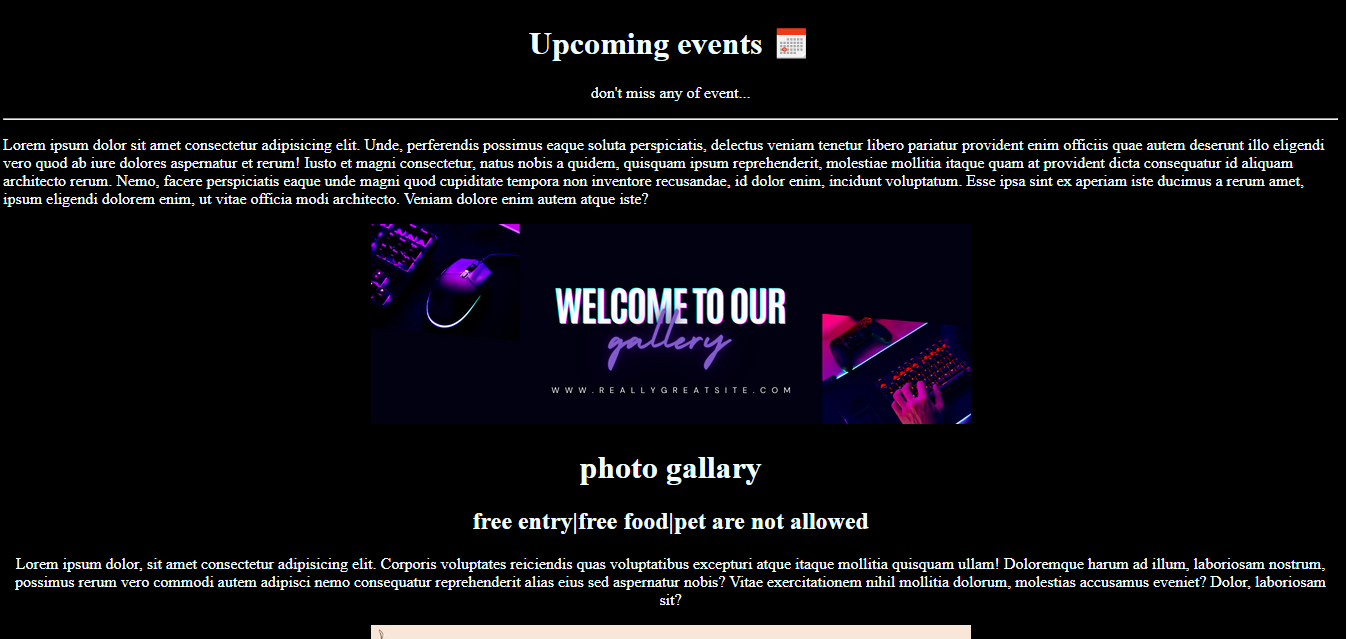 Upcoming events
don't miss any of event...
Lorem ipsum dolor sit amet consectetur adipisicing elit. Unde, perferendis possimus eaque soluta perspiciatis, delectus veniam tenetur libero pariatur provident enim officiis quae autem deserunt illo eligendi
vero quod ab iure dolores aspernatur et rerum! Iusto et magni consectetur, natus nobis a quidem, quisquam ipsum reprehenderit, molestiae mollitia itaque quam at provident dicta consequatur id aliquam
architecto rerum. Nemo, facere perspiciatis eaque unde magni quod cupiditate tempora non inventore recusandae, id dolor enim, incidunt voluptatum. Esse ipsa sint ex aperiam iste ducimus a rerum amet,
ipsum eligendi dolorem enim, ut vitae officia modi architecto. Veniam dolore enim autem atque iste?
WELCOME TO OUR
gallery
WWW.REALLYGREATSITE.COM
photo gallary
free entry|free food|pet are not allowed
Lorem ipsum dolor, sit amet consectetur adipisicing elit. Corporis voluptates reiciendis quas voluptatibus excepturi atque itaque mollitia quisquam ullam! Doloremque harum ad illum, laboriosam nostrum,
possimus rerum vero commodi autem adipisci nemo consequatur reprehenderit alias eius sed aspernatur nobis? Vitae exercitationem nihil mollitia dolorum, molestias accusamus eveniet? Dolor, laboriosam
sit?